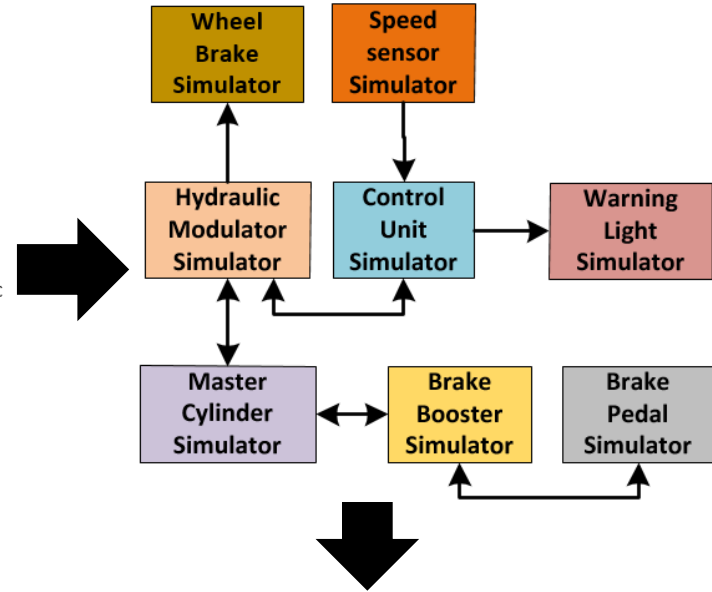 Wheel
Brake
Simulator
Speed
sensor
Simulator
Hydraulic
Modulator
Simulator
Control
Unit
Simulator
Warning
Light
Simulator
c
Master
Cylinder
Simulator
Brake
Booster
Simulator
Brake
Pedal
Simulator